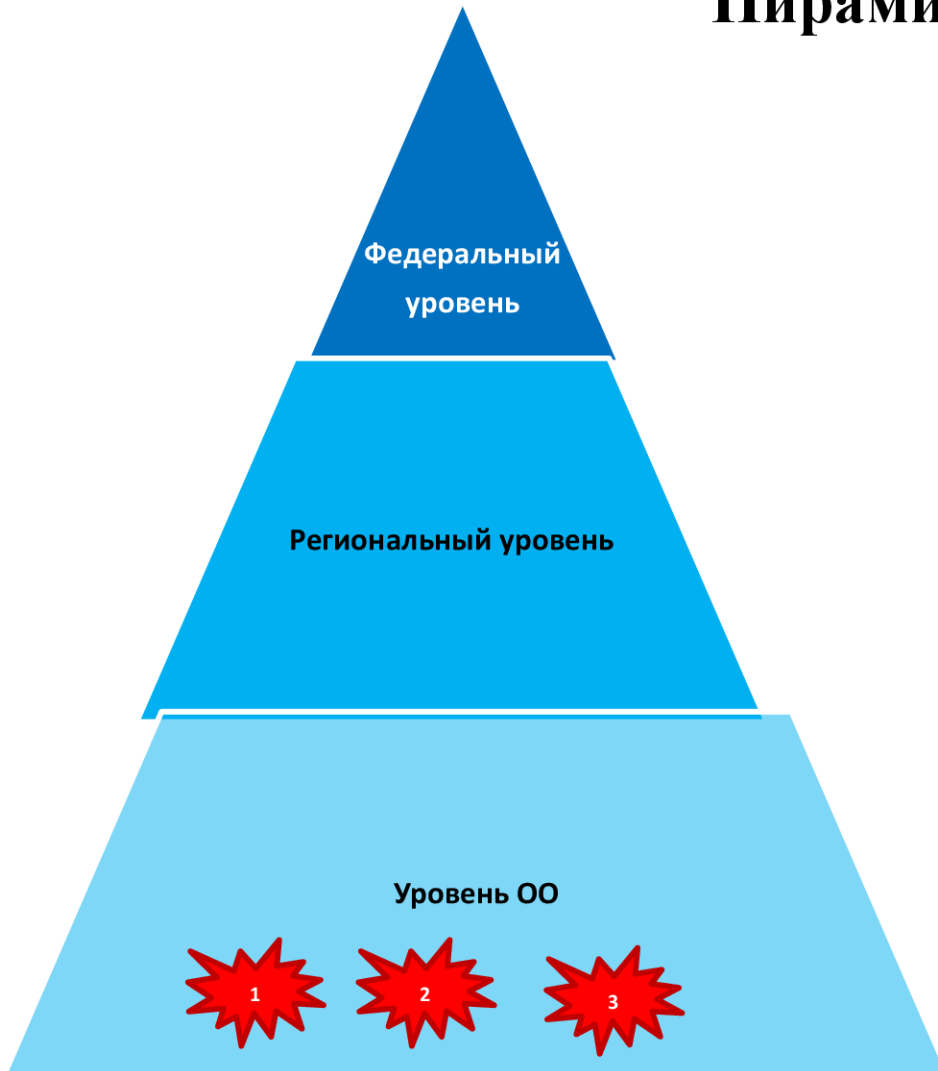 Пирами
Федеральный
уровень
Региональный уровень
Уровень ОО
1 2 3